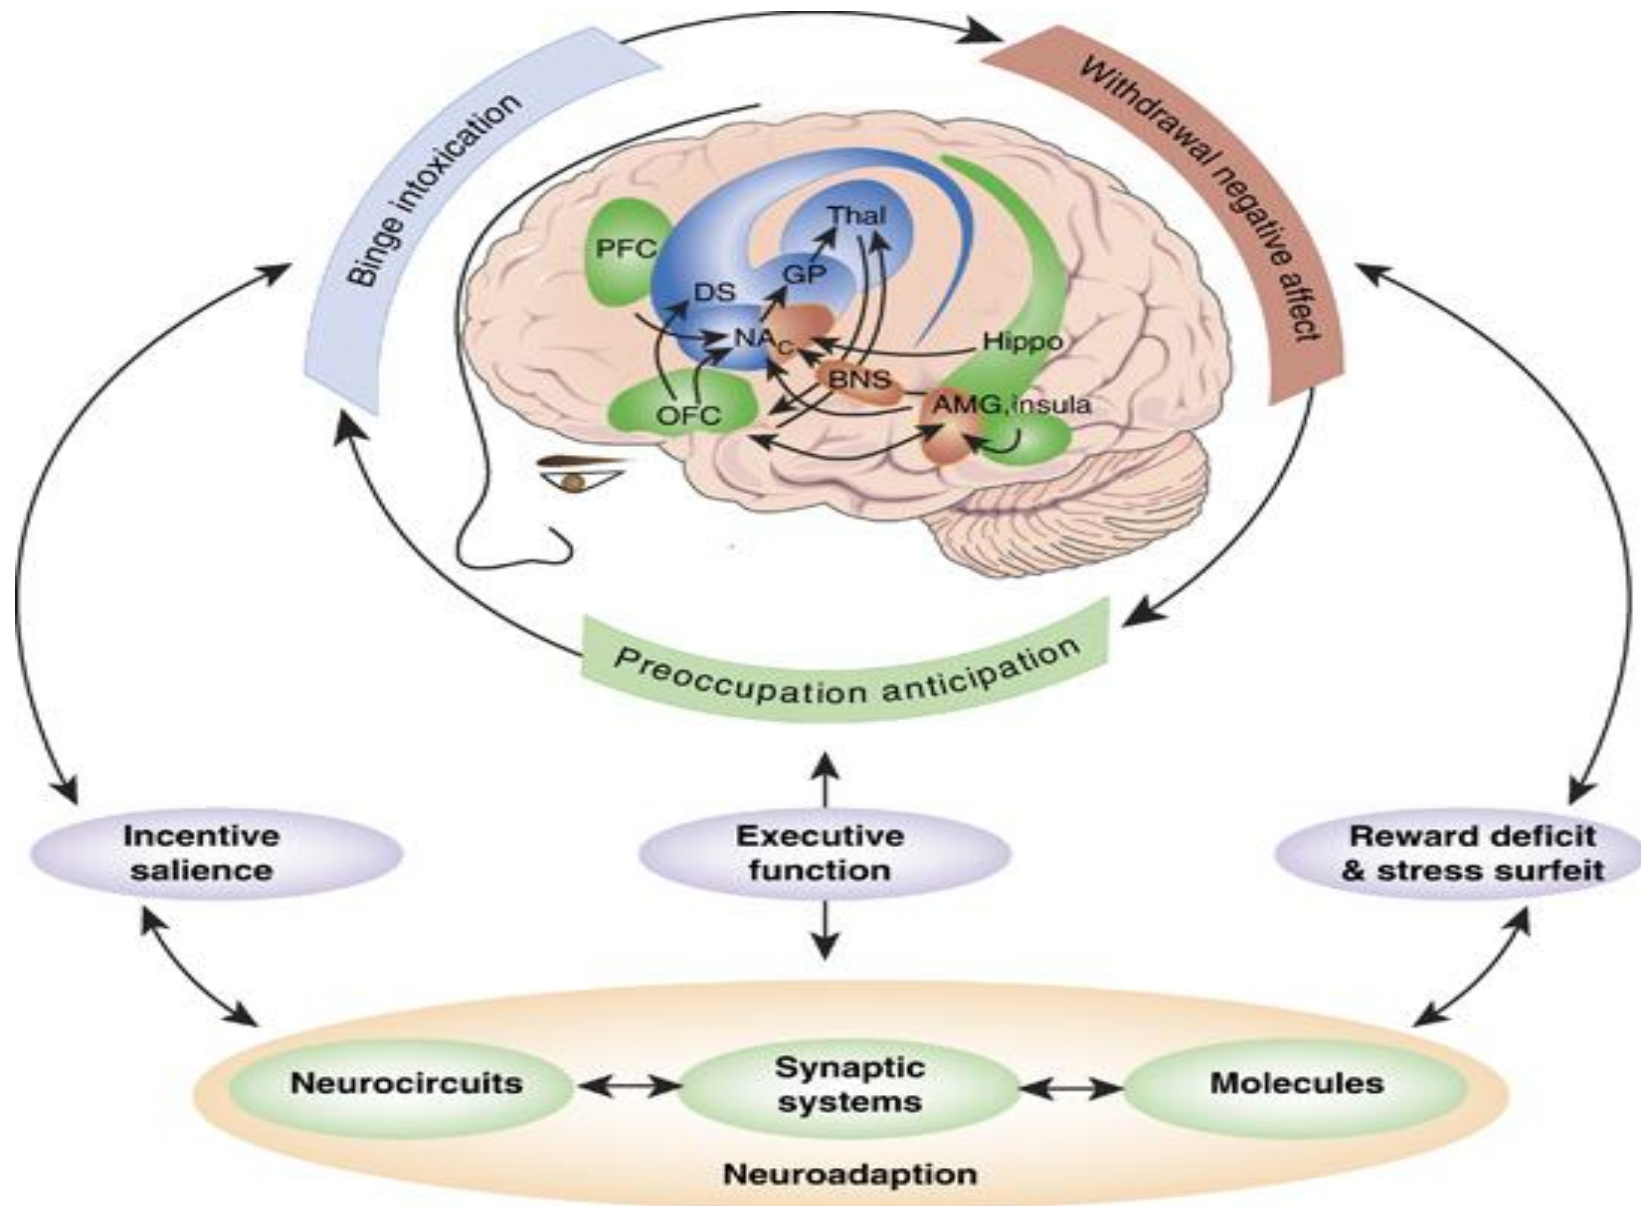 Binge intoxication
Withdrawal negative affect
Thal
PFC
GP
DS
NAC
Hippo
BNS
AMG,insula
OFC
Preoccupation anticipation
Incentive
salience
Executive
function
Reward deficit
& stress surfeit
Neurocircuits
Synaptic
systems
Molecules
Neuroadaption